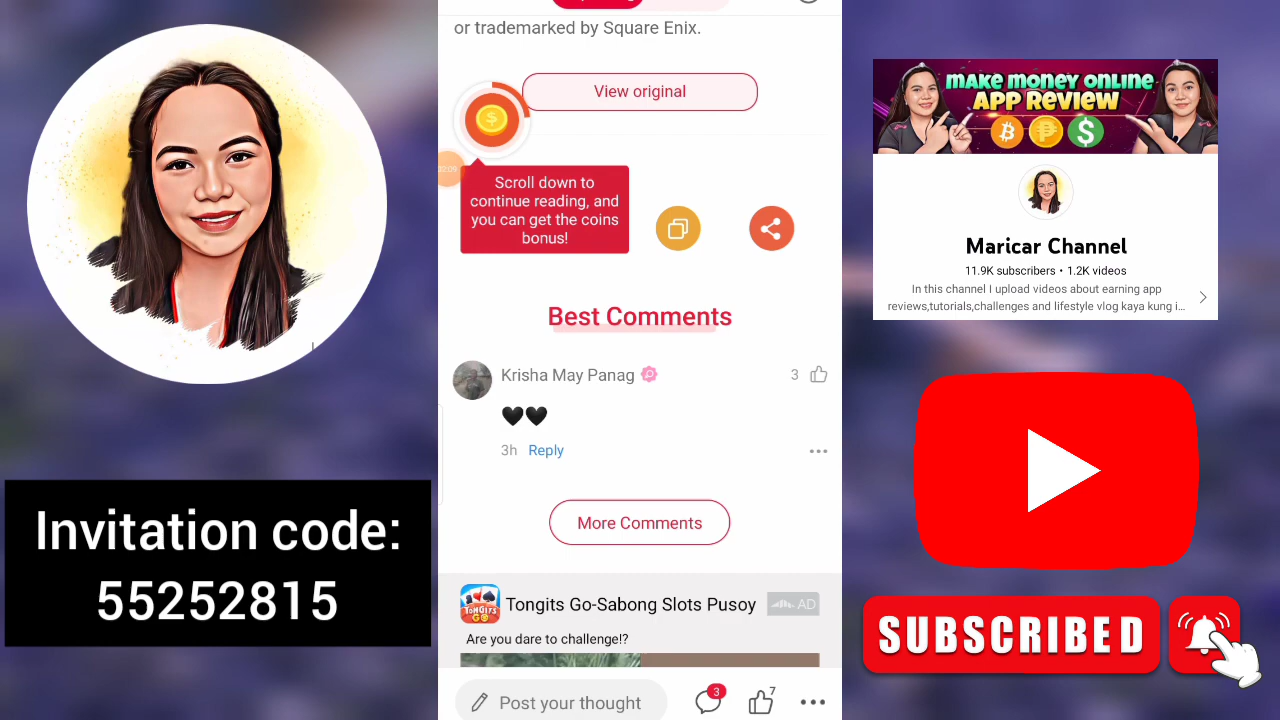 or trademarked by Square Enix.
View original
Scroll down to
continue reading, and
you can get the coins
bonus!
Best Comments
Krisha May Panag
3
🖤🖤
3h Reply
More Comments
Tongits Go-Sabong Slots Pusoy
AD
TONGITS
GO
Are you dare to challenge!?
Post your thought
3
7
Invitation code:
55252815
MAKE MONEY ONLINE
APP REVIEW
Maricar Channel
11.9K subscribers • 1.2K videos
In this channel I upload videos about earning app
reviews,tutorials,challenges and lifestyle vlog kaya kung i...
SUBSCRIBED